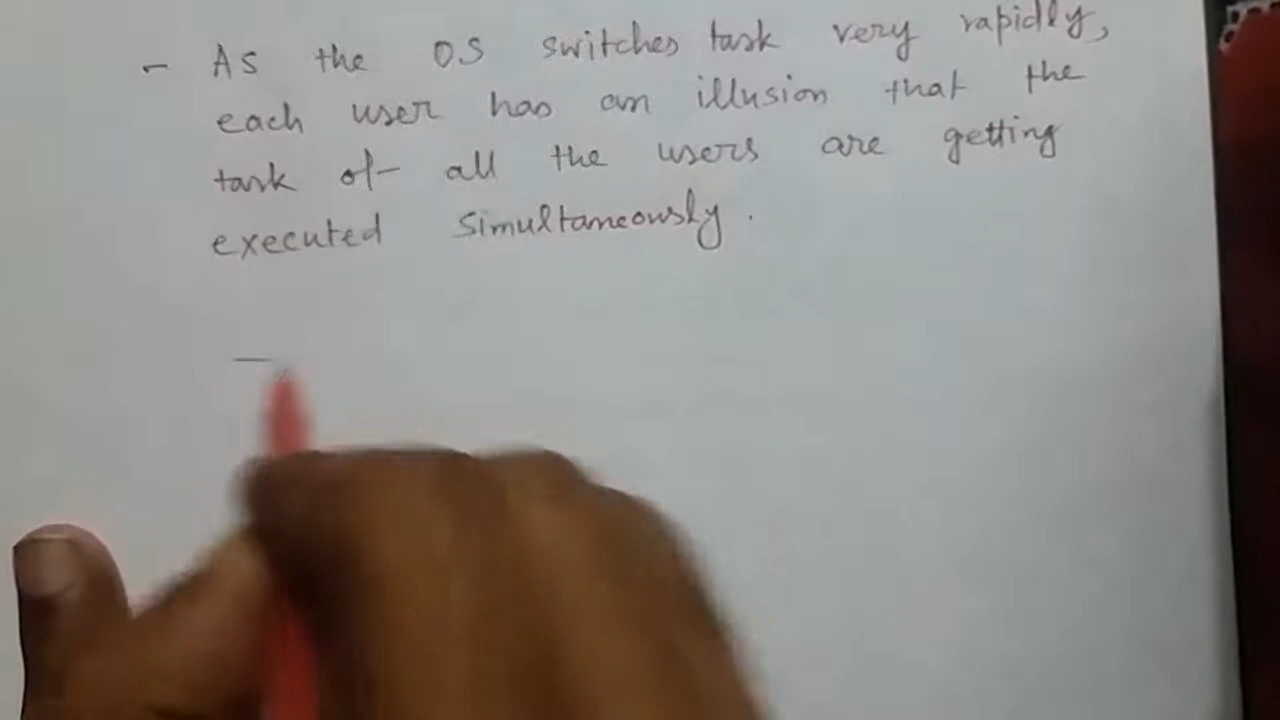 - As the OS switches task very rapidly,
each user has an illusion that the
task of all the users are getting
executed simultaneously.